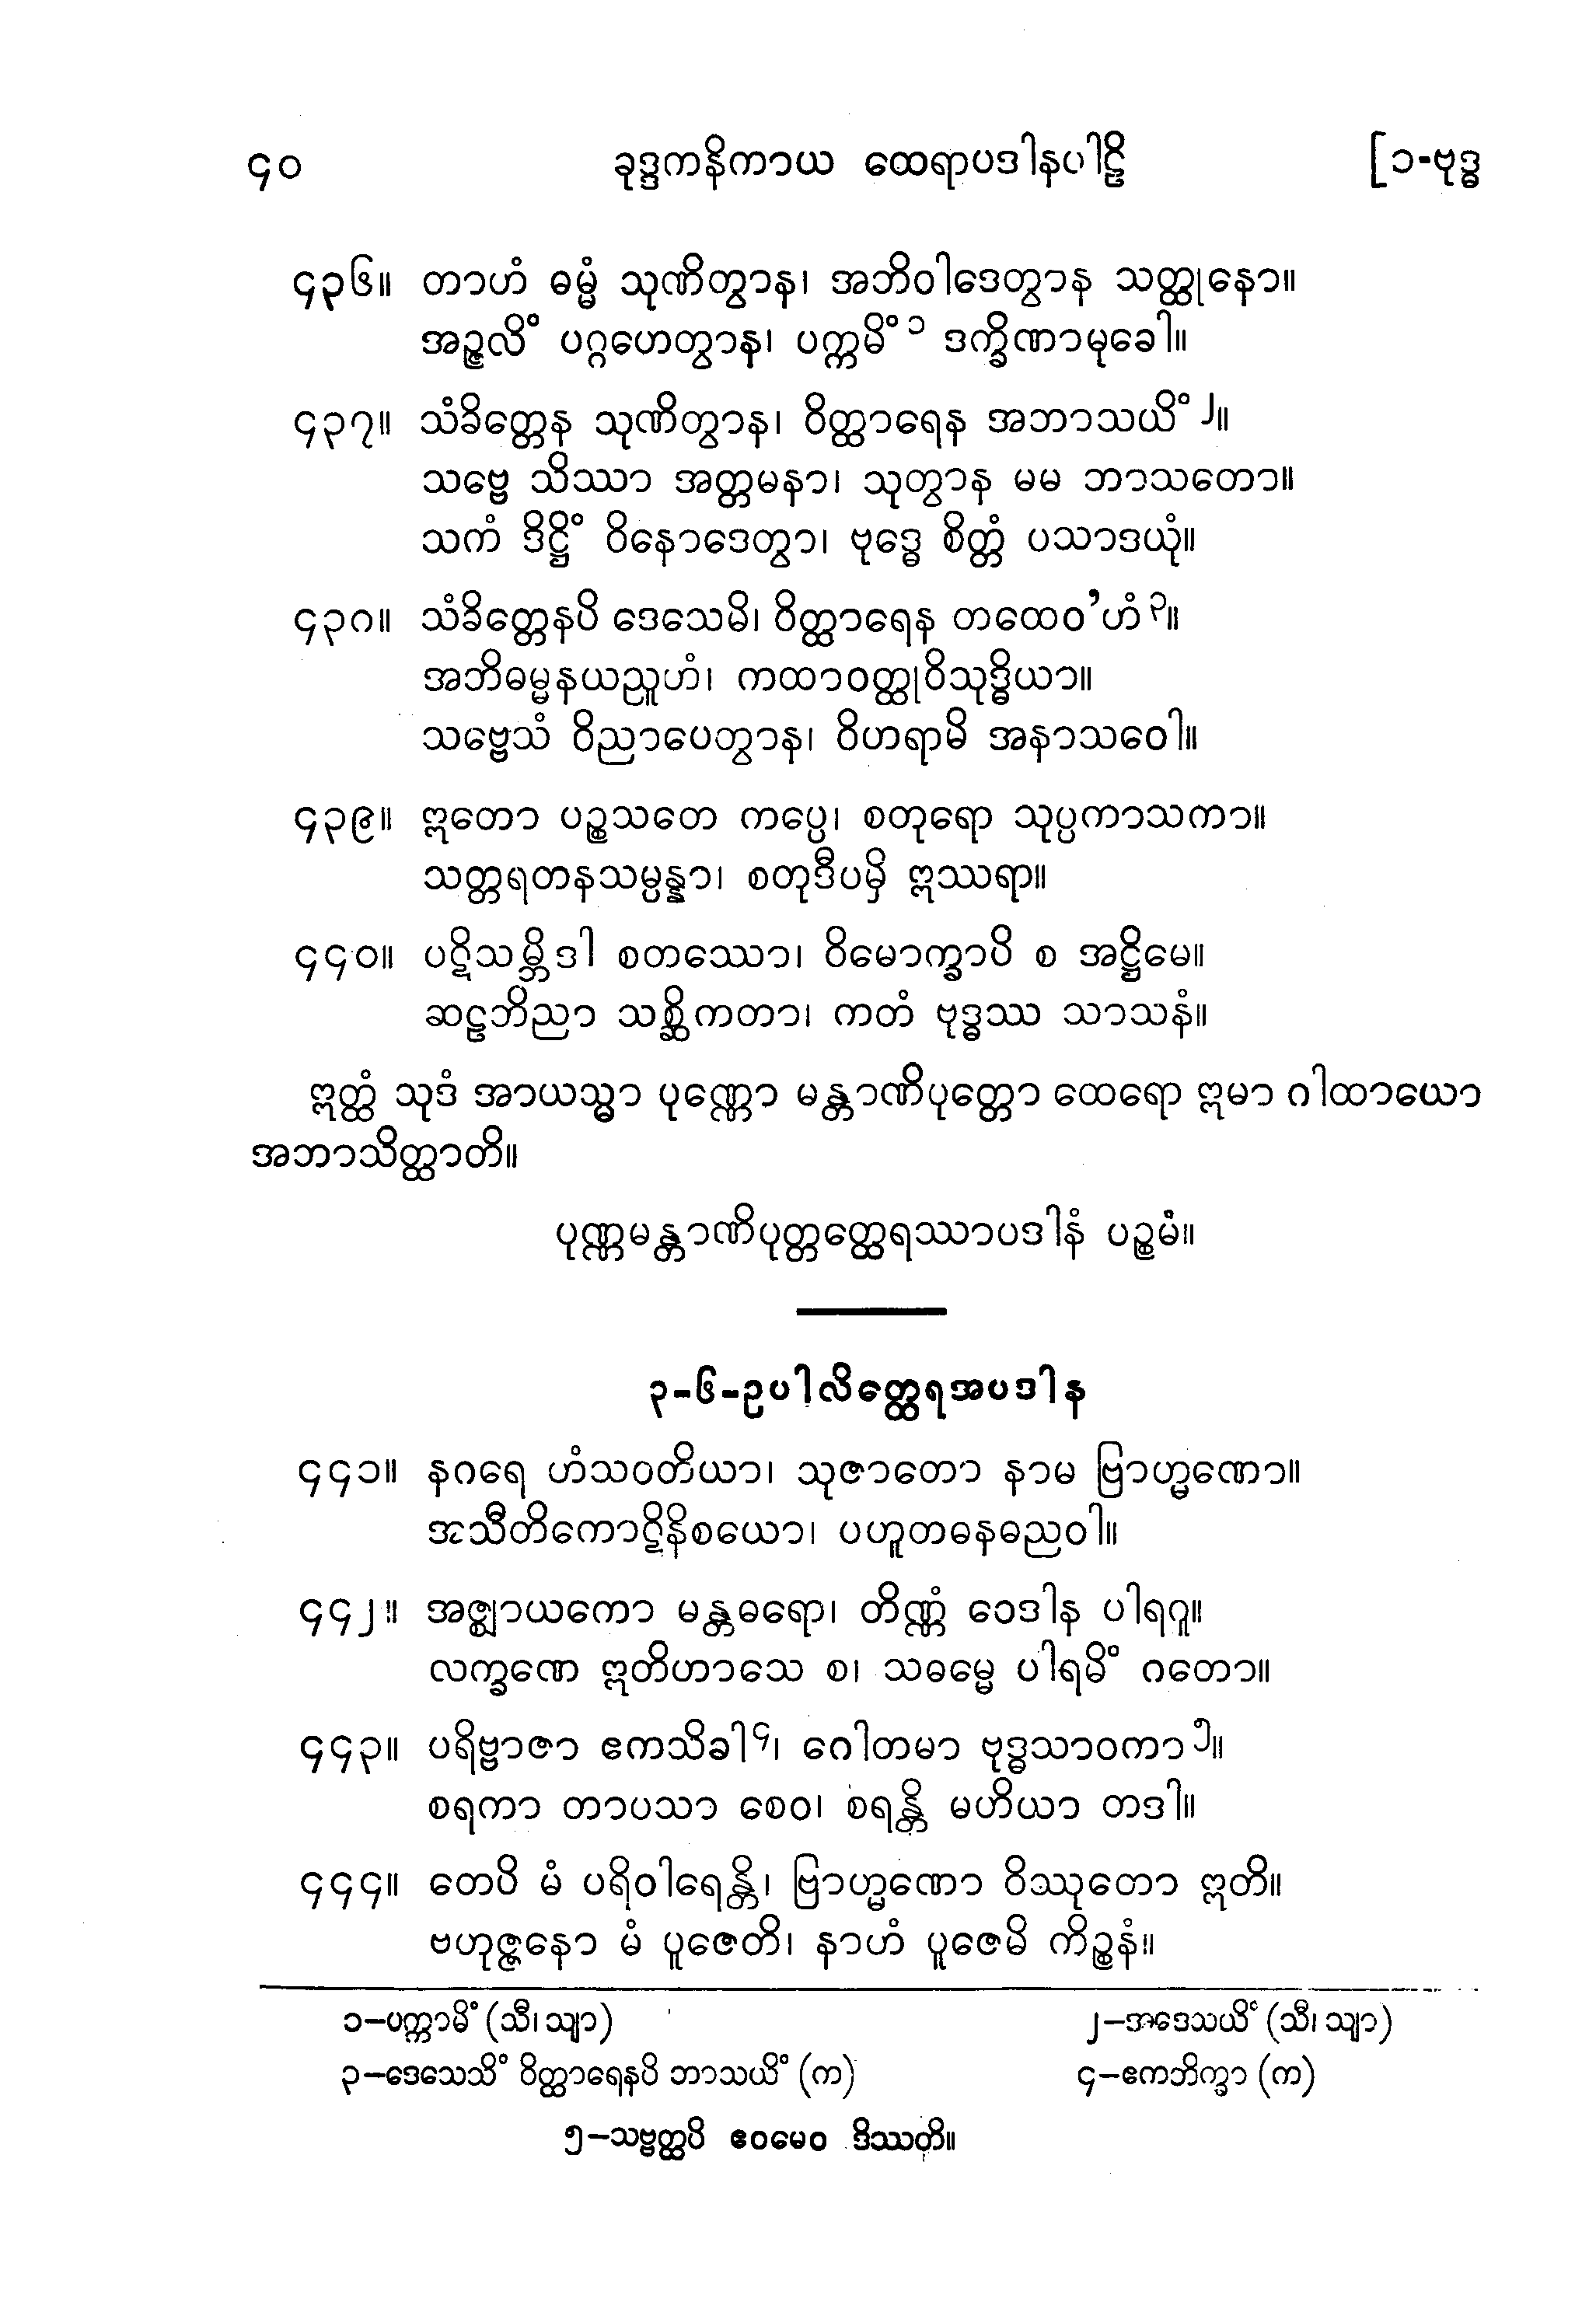 ၄၀ ခုဒ္ဒကနိကာယ ထေရာပဒါနပါဠိ [၁-ဗုဒ္ဓ
၄၃၆။ တာဟံ ဓမ္မံ သုဏိတွာန၊ အဘိဝါဒေတွာန သတ္ထုနော။
အဉ္ဇလိံ ပဂ္ဂဟေတွာန၊ ပက္ကမိံ ၁ ဒက္ခိဏာမုခေါ။
၄၃၇။ သံခိတ္တေန သုဏိတွာန၊ ဝိတ္ထာရေန အဘာသယိံ ၂။
သဗ္ဗေ သိဿာ အတ္တမနာ၊ သုတွာန မမ ဘာသတော။
သကံ ဒိဋ္ဌိံ ဝိနောဒေတွာ၊ ဗုဒ္ဓေ စိတ္တံ ပသာဒယုံ။
၄၃၈။ သံခိတ္တေနပိ ဒေသေမိ၊ ဝိတ္ထာရေန တထေဝ’ဟံ ၃။
အဘိဓမ္မနယညူဟံ၊ ကထာဝတ္ထုဝိသုဒ္ဓိယာ။
သဗ္ဗေသံ ဝိညာပေတွာန၊ ဝိဟရာမိ အနာသဝေါ။
၄၃၉။ ဣတော ပဉ္စသတေ ကပ္ပေ၊ စတုရော သုပ္ပကာသကာ။
သတ္တရတနသမ္ပန္နာ၊ စတုဒီပမှိ ဣဿရာ။
၄၄၀။ ပဋိသမ္ဘိဒါ စတဿော၊ ဝိမောက္ခာပိ စ အဋ္ဌိမေ။
ဆဠဘိညာ သစ္ဆိကတာ၊ ကတံ ဗုဒ္ဓဿ သာသနံ။
ဣတ္ထံ သုဒံ အာယသ္မာ ပုဏ္ဏော မန္တာဏိပုတ္တော ထေရော ဣမာ ဂါထာယော
အဘာသိတ္ထာတိ။
ပုဏ္ဏမန္တာဏိပုတ္တတ္ထေရဿာပဒါနံ ပဉ္စမံ။
၃-၆-ဥပါလိတ္ထေရအပဒါန
၄၄၁။ နဂရေ ဟံသဝတိယာ၊ သုဇာတော နာမ ဗြာဟ္မဏော။
အသီတိကောဋိနိစယော၊ ပဟူတဓနဓညဝါ။
၄၄၂။ အဇ္ဈာယကော မန္တဓရော၊ တိဏ္ဏံ ဝေဒါန ပါရဂူ။
လက္ခဏေ ဣတိဟာသေ စ၊ သဓမ္မေ ပါရမိံ ဂတော။
၄၄၃။ ပရိဗ္ဗာဇာ ဧကသိခါ ၄၊ ဂေါတမာ ဗုဒ္ဓသာဝကာ ၅။
စရကာ တာပသာ စေဝ၊ စရန္တိ မဟိယာ တဒါ။
၄၄၄။ တေပိ မံ ပရိဝါရေန္တိ၊ ဗြာဟ္မဏော ဝိဿုတော ဣတိ။
ဗဟုဇ္ဇနော မံ ပူဇေတိ၊ နာဟံ ပူဇေမိ ကိဉ္စနံ။
၁–ပက္ကာမိံ (သီ၊ သျာ) ၂–အဒေသယိံ (သီ၊ သျာ)
၃–ဒေသေသိံ ဝိတ္ထာရေနပိ ဘာသယိံ (က) ၄–ဧကဘိက္ခာ (က)
၅–သဗ္ဗတ္ထပိ ဧဝမေဝ ဒိဿတိ။